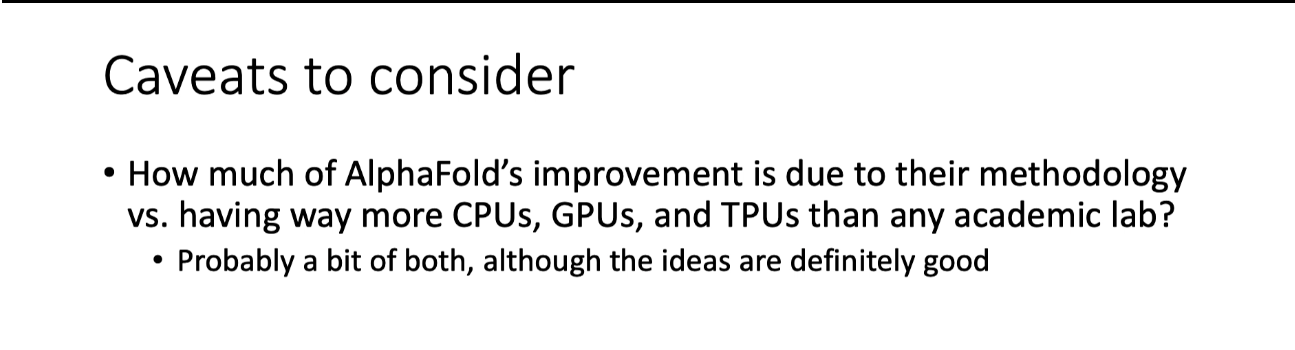 Caveats to consider
• How much of AlphaFold’s improvement is due to their methodology
vs. having way more CPUs, GPUs, and TPUs than any academic lab?
• Probably a bit of both, although the ideas are definitely good